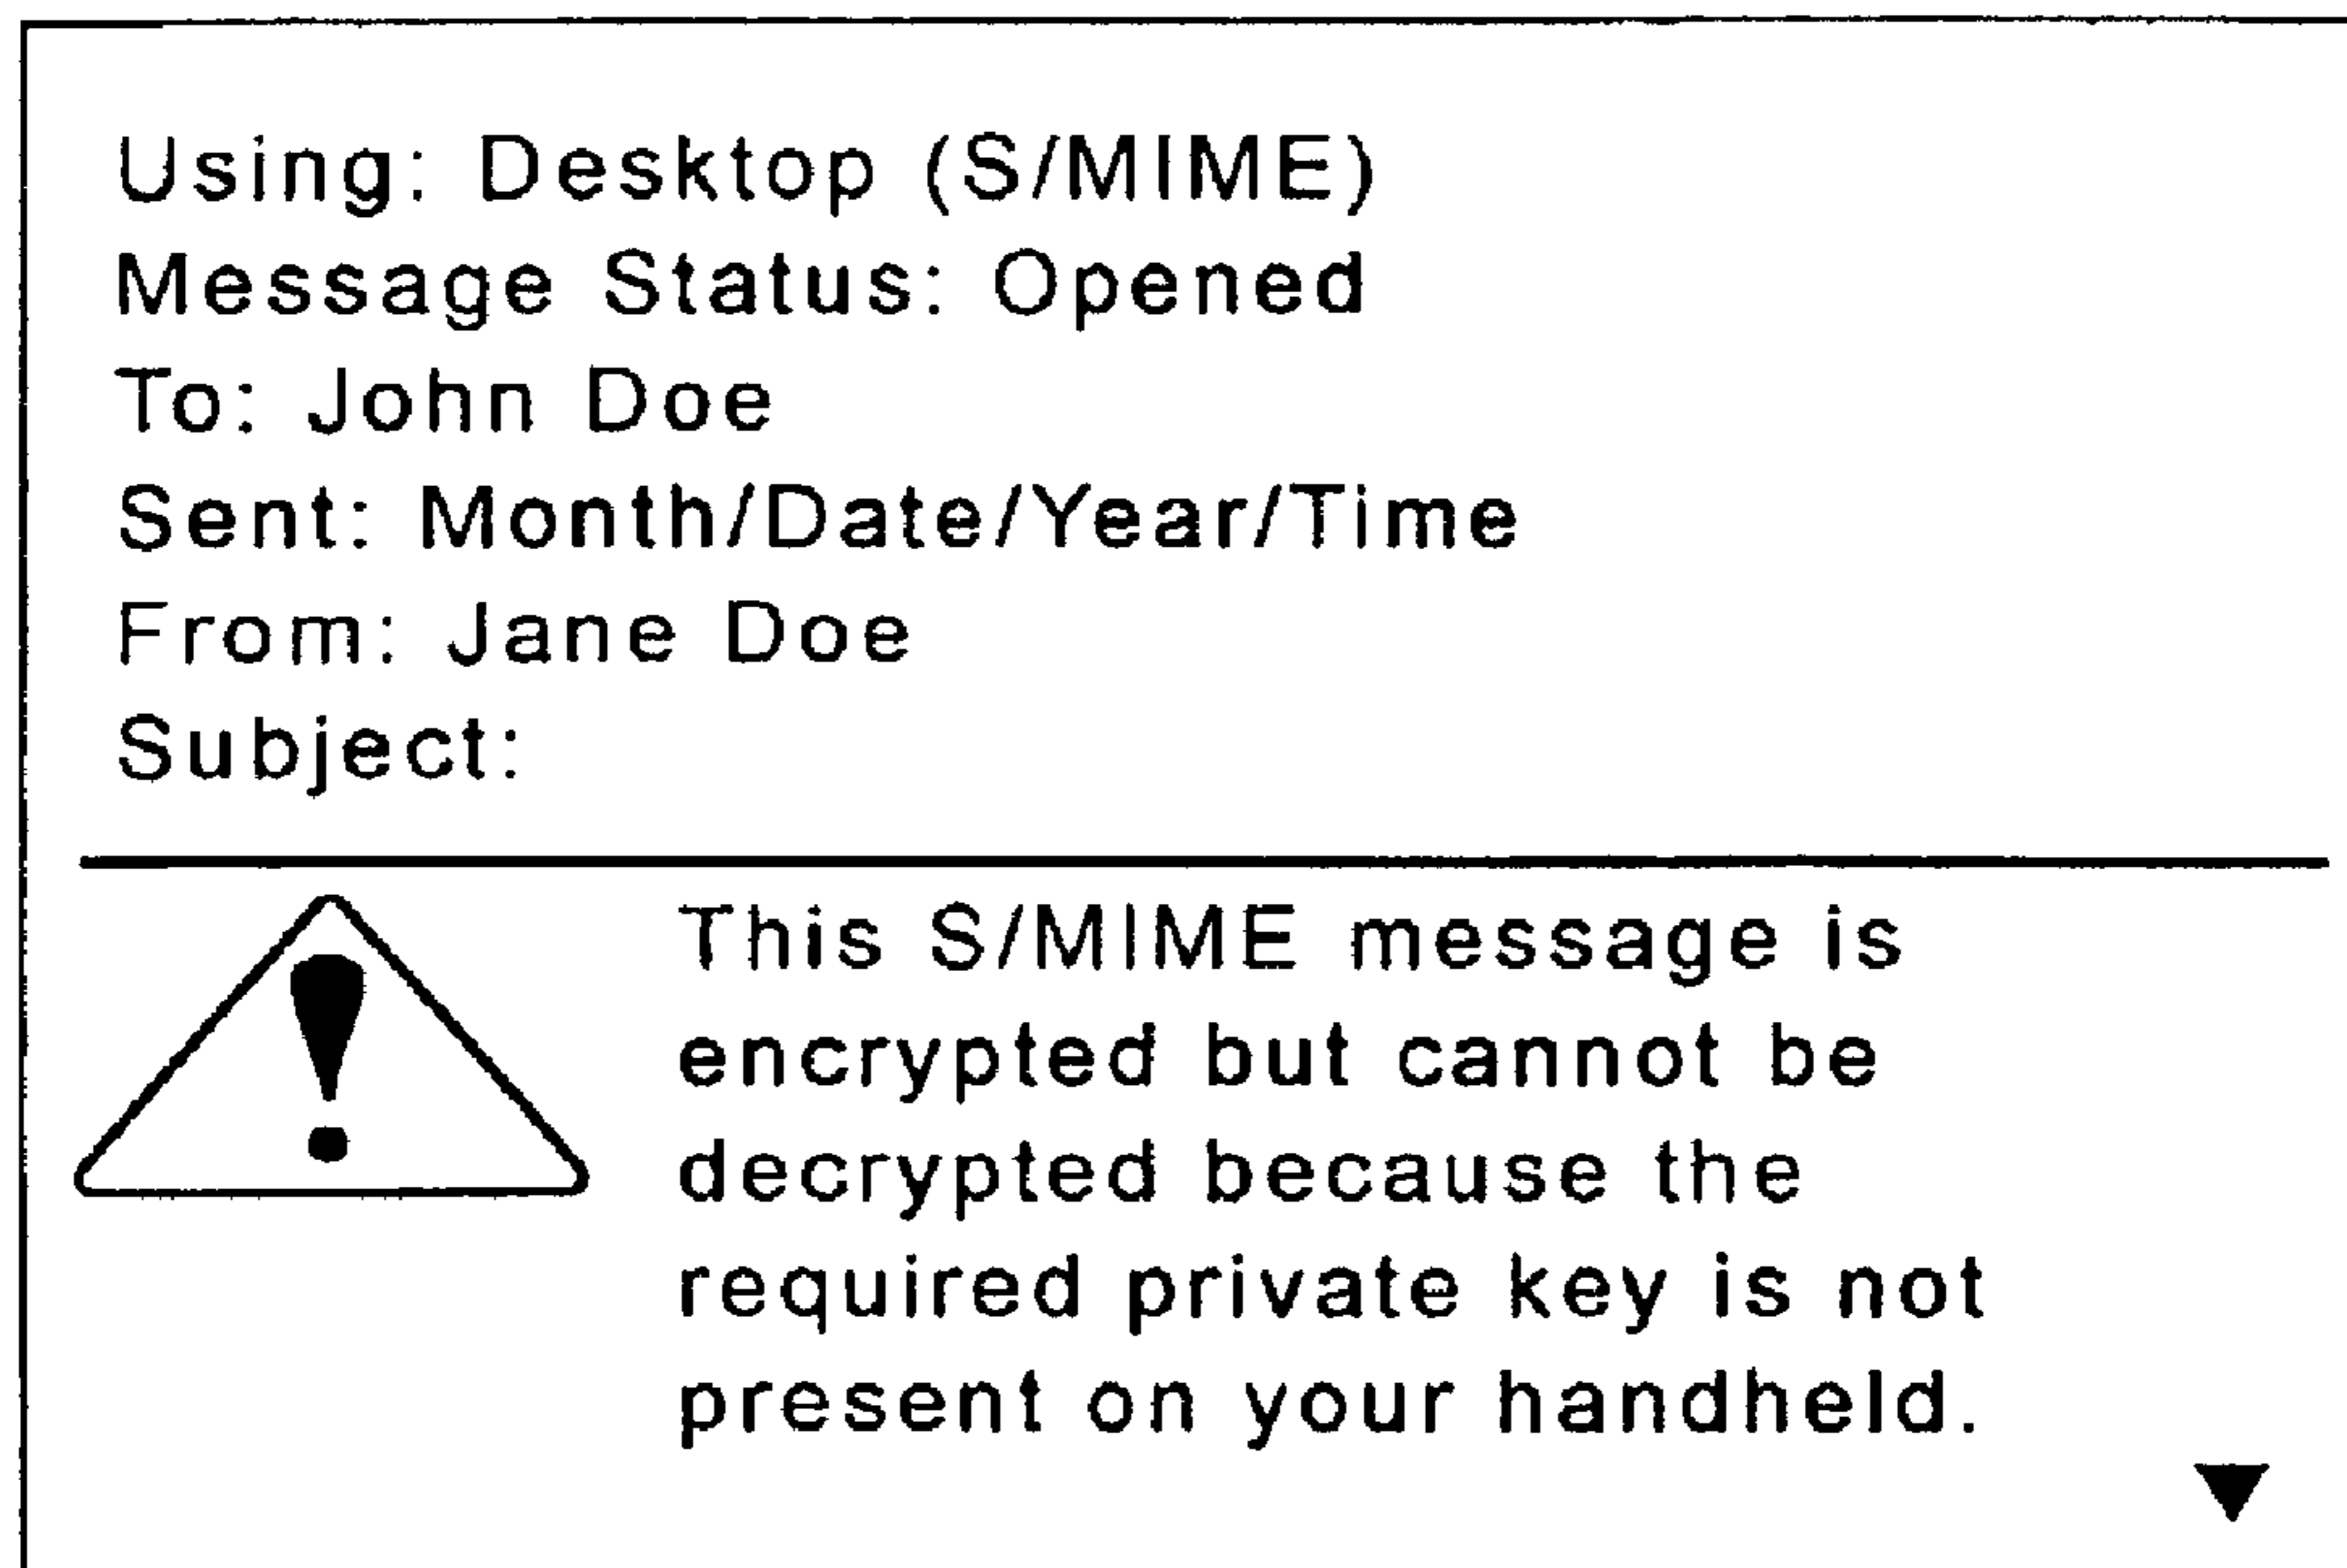 Using: Desktop (S/MIME)
Message Status: Opened
To: John Doe
Sent: Month/Date/Year/Time
From: Jane Doe
Subject:
This S/MIME message is
encrypted but cannot be
decrypted because the
required private key is not
present on your handheld.